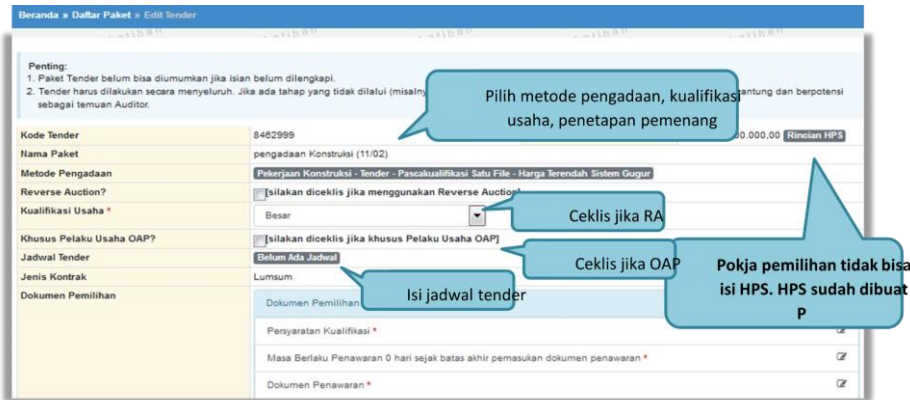 Beranda » Daftar Paket » Edit Tender
Penting:
1. Paket Tender belum bisa diumumkan jika isian belum dilengkapi.
2. Tender harus dilakukan secara menyeluruh. Jika ada tahap yang tidak dilalui (misalny
antung dan berpotensi
sebagai temuan Auditor.
Pilih metode pengadaan, kualifikasi
usaha, penetapan pemenang
Kode Tender 8462999 00.000,00 Rincian HPS
Nama Paket pengadaan Konstruksi (11/02)
Metode Pengadaan Pekerjaan Konstruksi - Tender - Pascakualifikasi Satu File - Harga Terendah Sistem Gugur
Reverse Auction? [silakan diceklis jika menggunakan Reverse Auction]
Kualifikasi Usaha * Besar
Ceklis jika RA
Khusus Pelaku Usaha OAP? [silakan diceklis jika khusus Pelaku Usaha OAP]
Ceklis jika OAP
Jadwal Tender Belum Ada Jadwal
Isi jadwal tender
Pokja pemilihan tidak bisa
isi HPS. HPS sudah dibuat
P
Jenis Kontrak Lumsum
Dokumen Pemilihan Dokumen Pemilihan
Persyaratan Kualifikasi *
Masa Berlaku Penawaran 0 hari sejak batas akhir pemasukan dokumen penawaran *
Dokumen Penawaran *